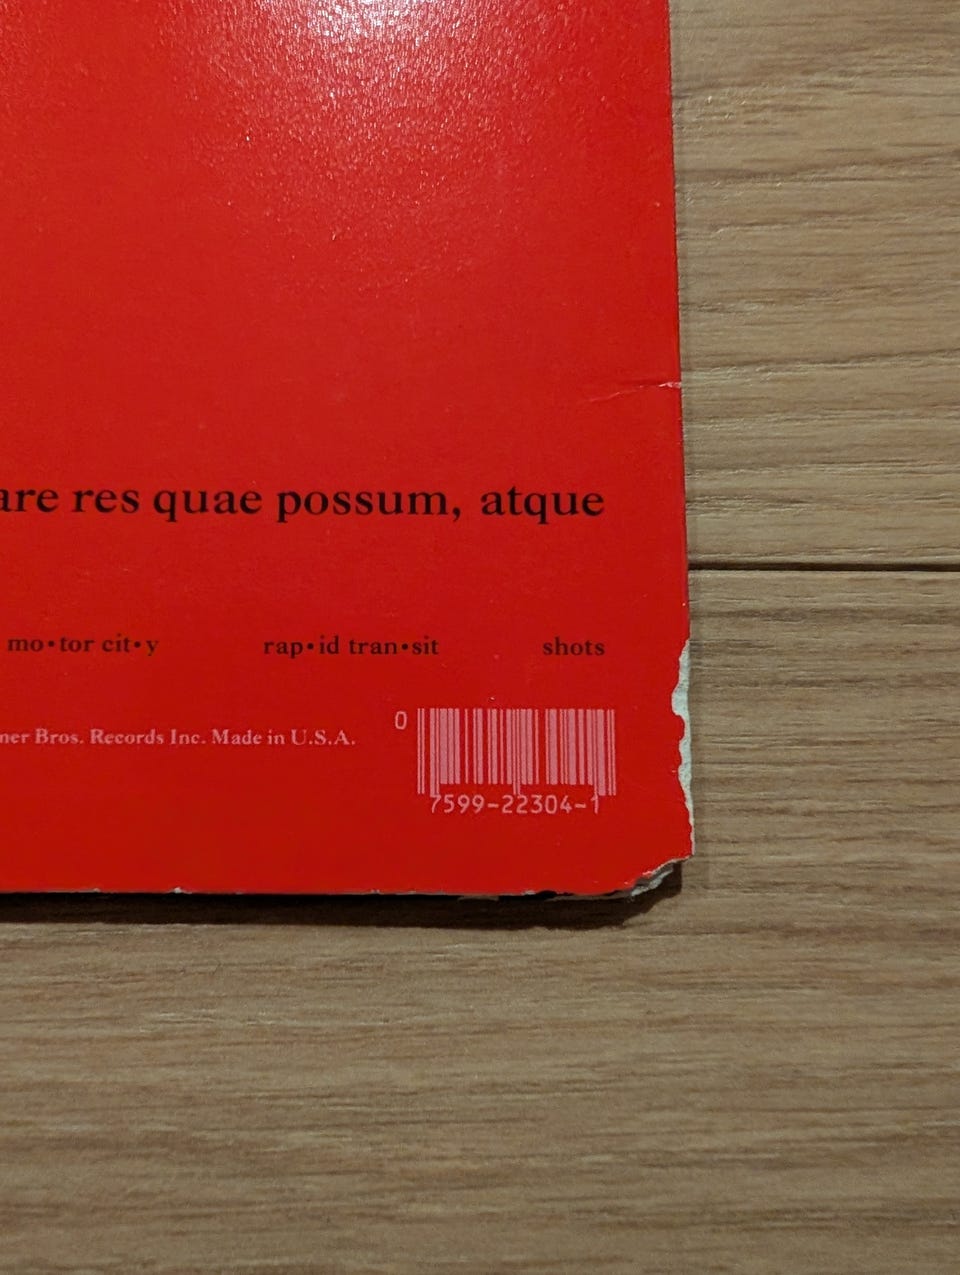 are res quae possum, atque
mo•tor cit•y rap•id tran•sit shots
ner Bros. Records Inc. Made in U.S.A.
0
7599-22304-1